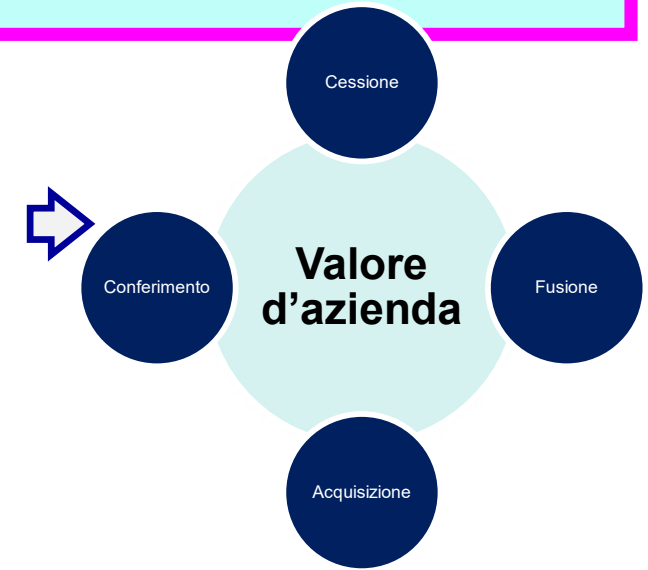 Cessione
Conferimento
Valore
d’azienda
Fusione
Acquisizione